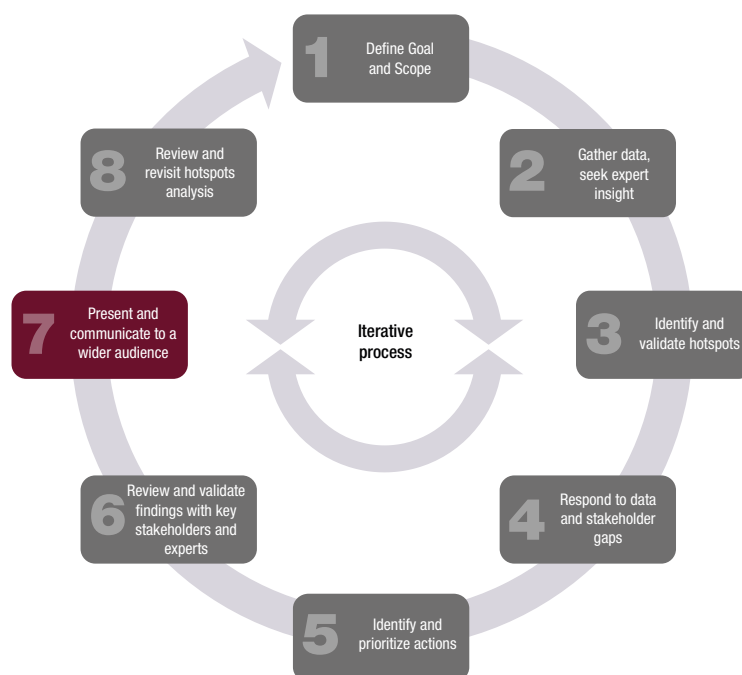 1
Define Goal
and Scope
2
Gather data,
seek expert
insight
3
Identify and
validate hotspots
4
Respond to data
and stakeholder
gaps
5
Identify and
prioritize actions
6
Review and validate
findings with key
stakeholders and
experts
7
Present and
communicate to a
wider audience
8
Review and
revisit hotspots
analysis
Iterative
process